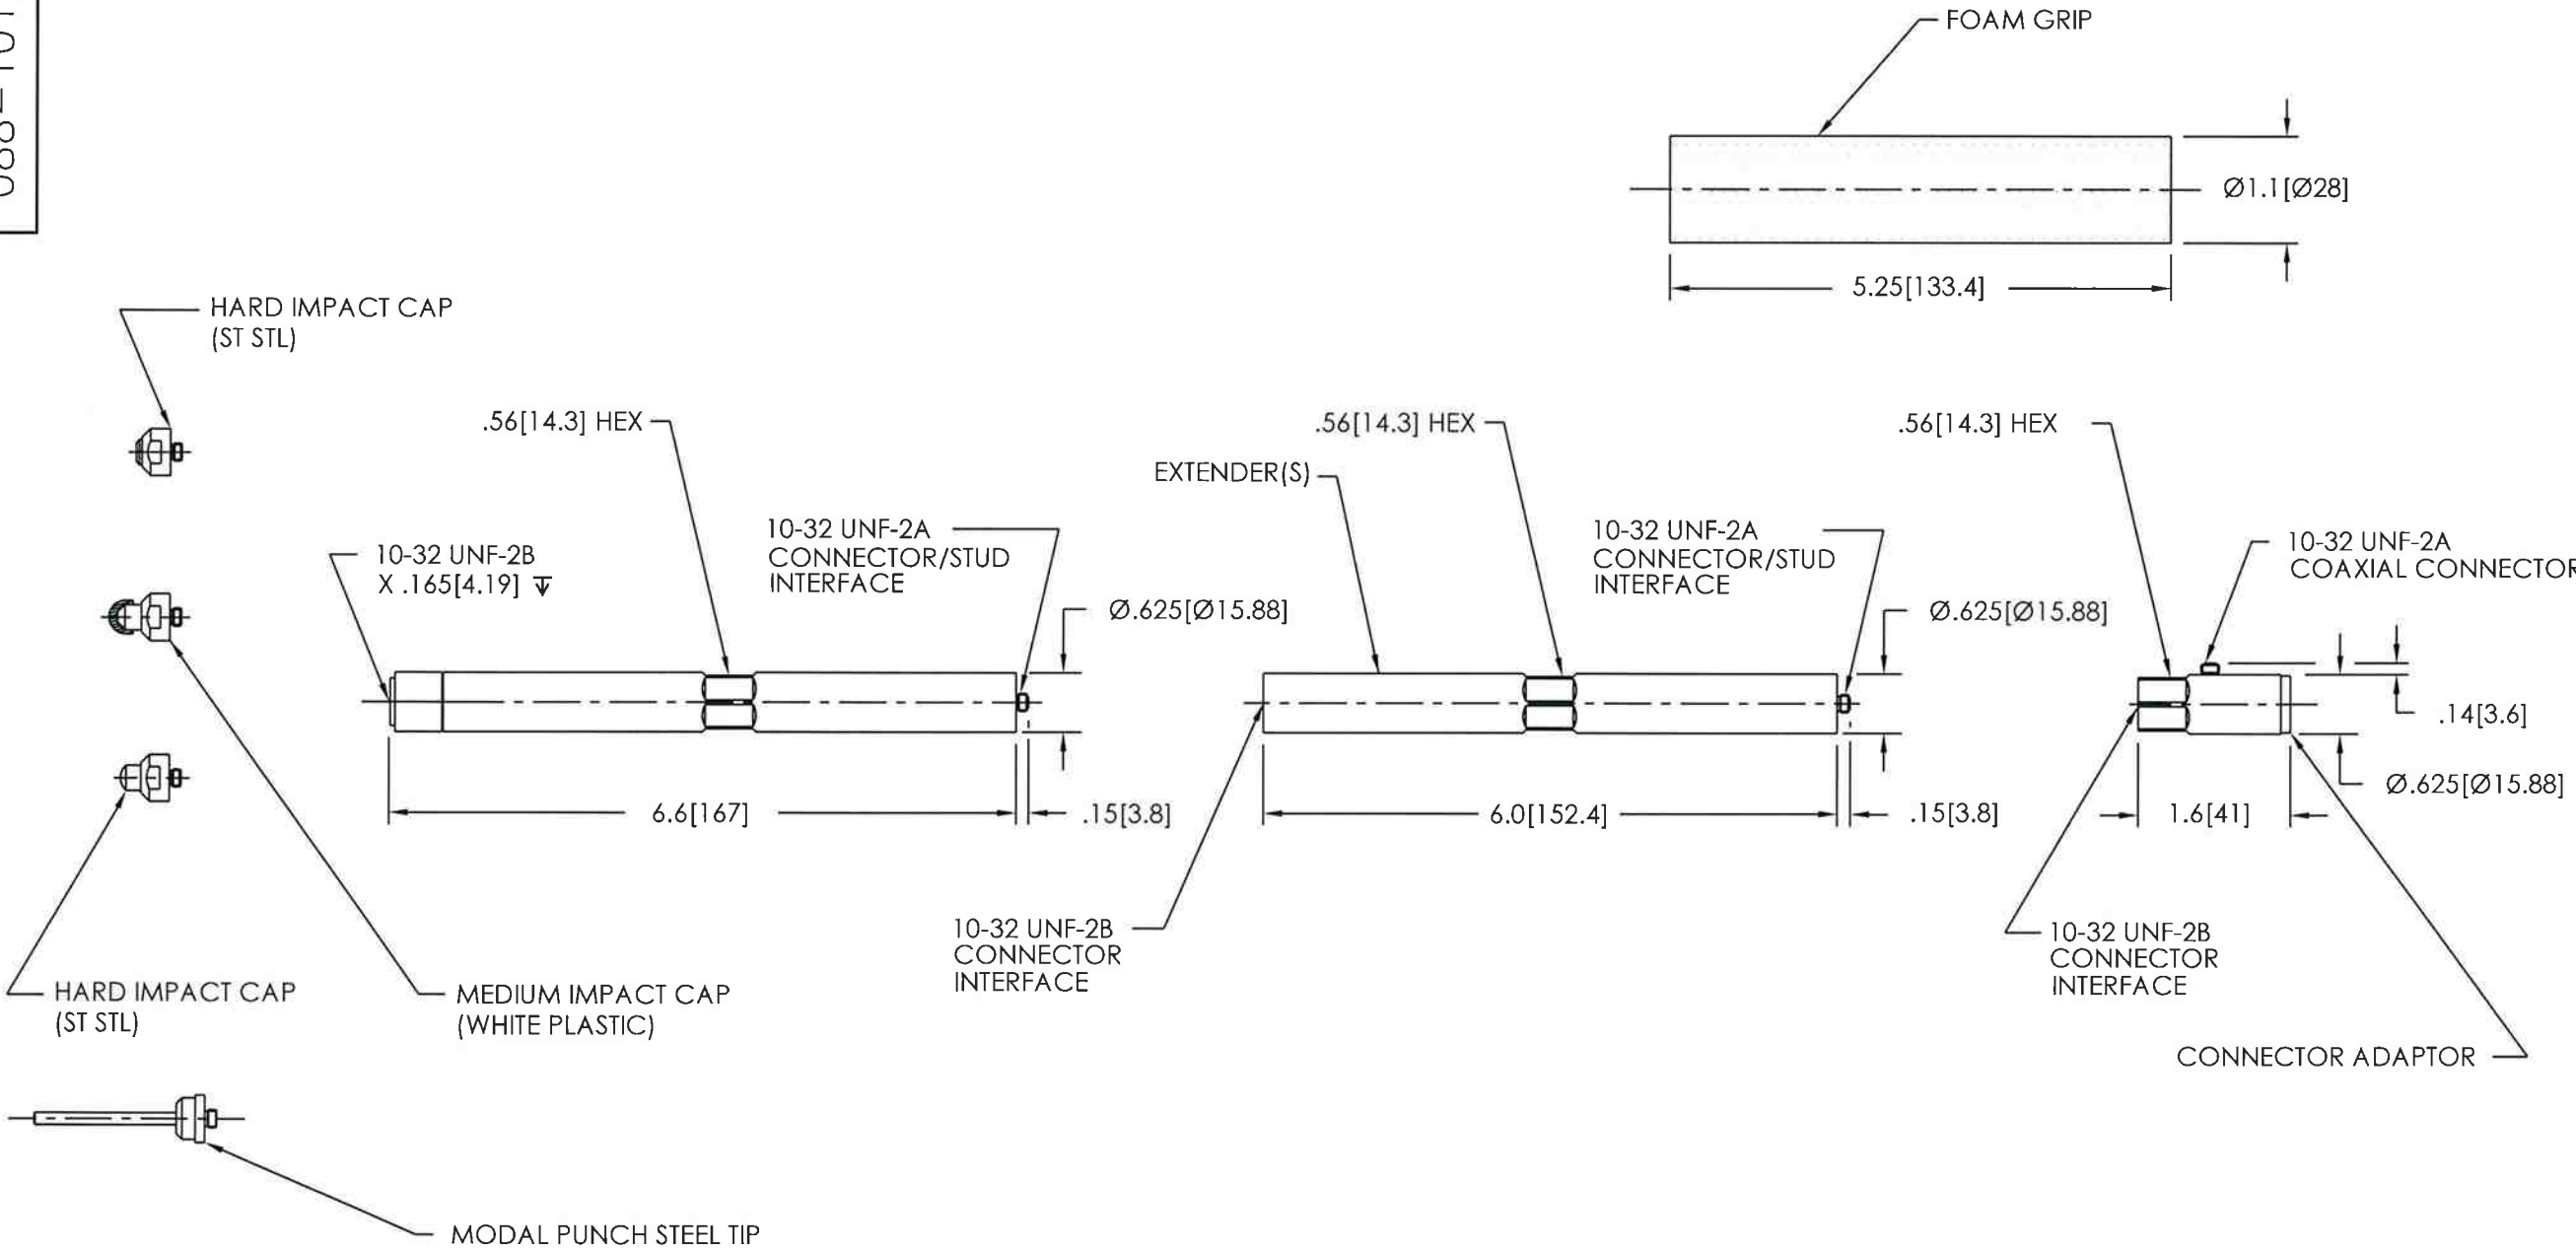 FOAM GRIP
Ø1.1[Ø28]
5.25[133.4]
HARD IMPACT CAP
(ST STL)
.56[14.3] HEX
.56[14.3] HEX
.56[14.3] HEX
EXTENDER(S)
10-32 UNF-2B
X .165[4.19] ↧
10-32 UNF-2A
CONNECTOR/STUD
INTERFACE
10-32 UNF-2A
CONNECTOR/STUD
INTERFACE
10-32 UNF-2A
COAXIAL CONNECTOR
Ø.625[Ø15.88]
Ø.625[Ø15.88]
.14[3.6]
Ø.625[Ø15.88]
6.6[167]
.15[3.8]
6.0[152.4]
.15[3.8]
1.6[41]
10-32 UNF-2B
CONNECTOR
INTERFACE
10-32 UNF-2B
CONNECTOR
INTERFACE
HARD IMPACT CAP
(ST STL)
MEDIUM IMPACT CAP
(WHITE PLASTIC)
CONNECTOR ADAPTOR
MODAL PUNCH STEEL TIP